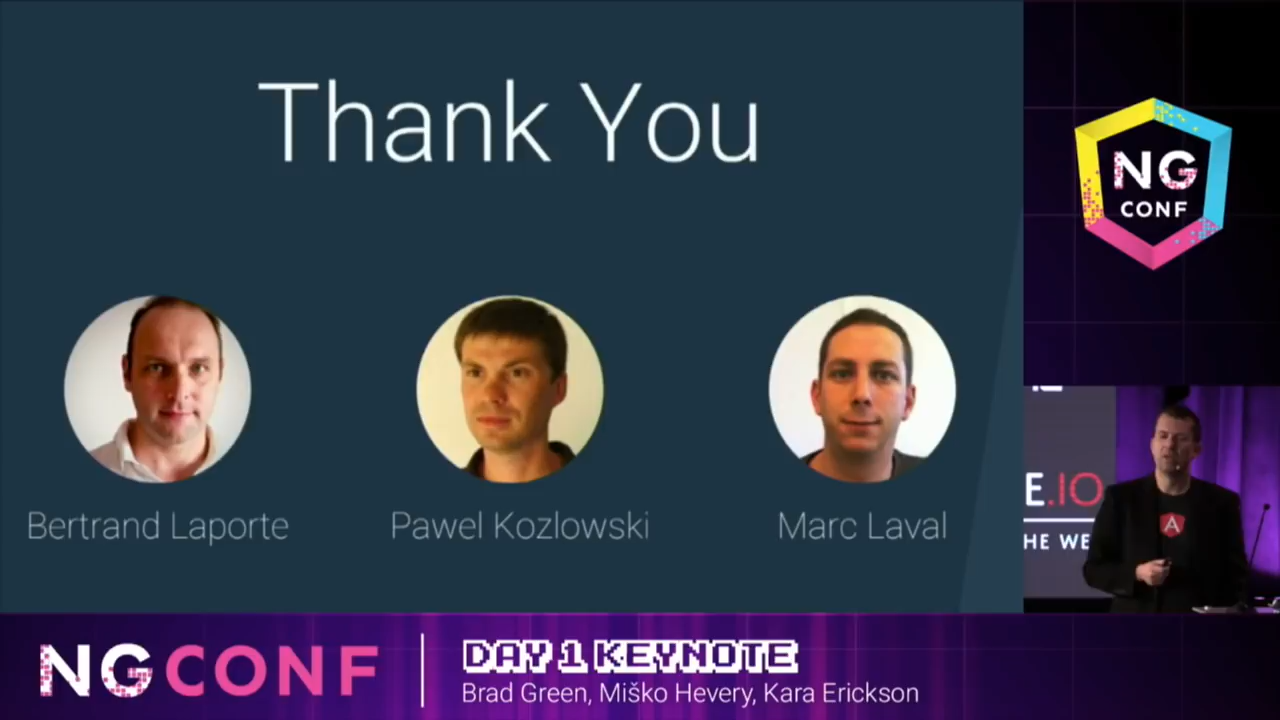 Thank You
Bertrand Laporte
Pawel Kozlowski
Marc Laval
NG
CONF
E.IO
HE WE
A
NGCONF
DAY 1 KEYNOTE
Brad Green, Miško Hevery, Kara Erickson